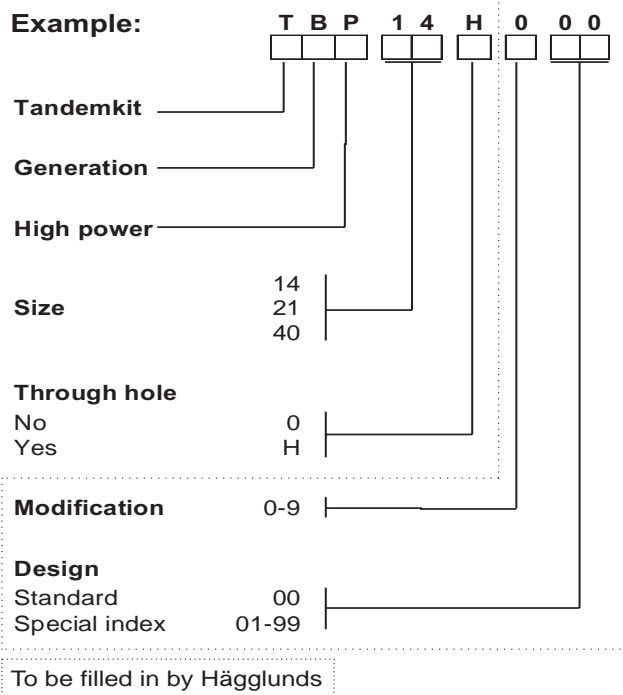 Example: T B P 1 4 H 0 0 0
Tandemkit
Generation
High power
14
Size 21
40
Through hole
No 0
Yes H
Modification 0-9
Design
Standard 00
Special index 01-99
To be filled in by Hägglunds